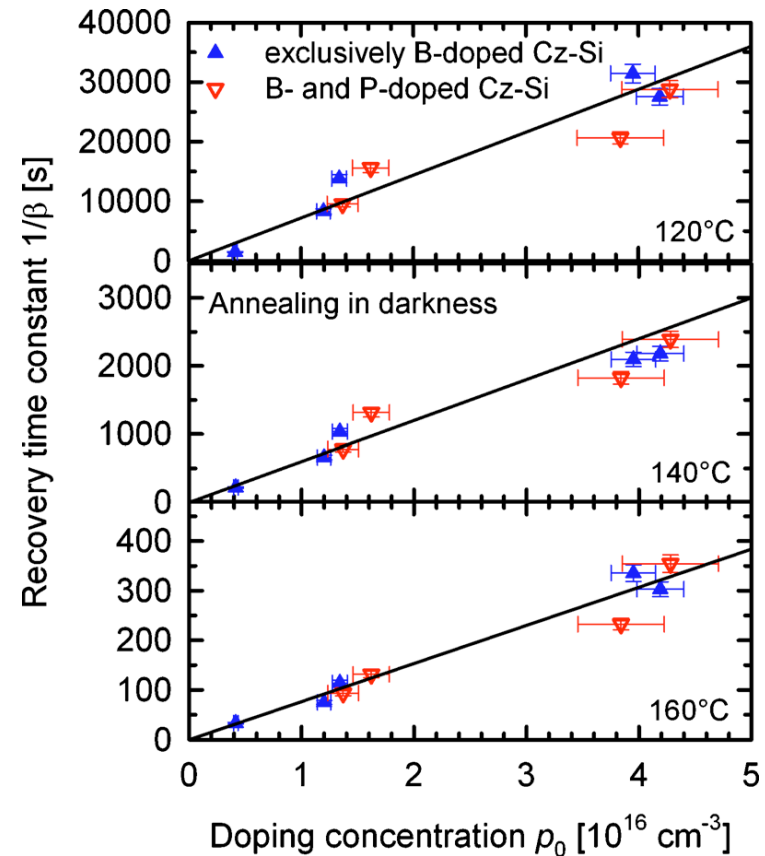 exclusively B-doped Cz-Si
B- and P-doped Cz-Si
40000
30000
20000
10000
0
120°C
Annealing in darkness
3000
2000
1000
0
140°C
400
300
200
100
0
160°C
0 1 2 3 4 5
Recovery time constant 1/β [s]
Doping concentration p₀ [10¹⁶ cm⁻³]